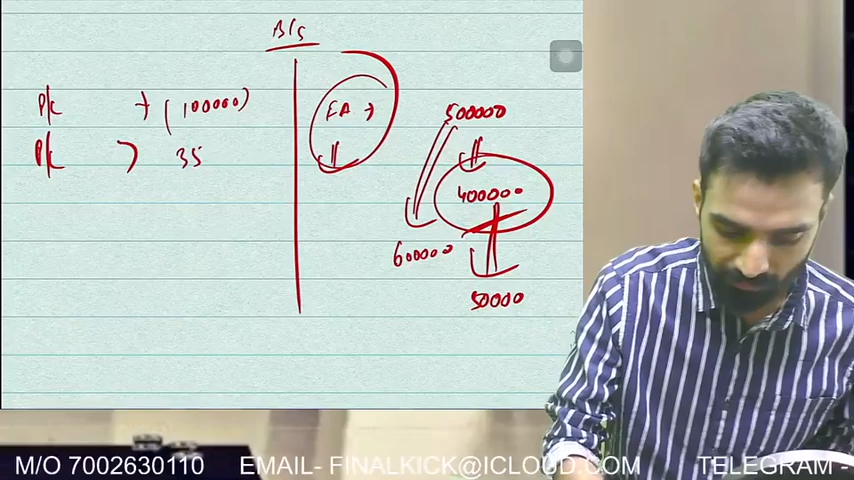 B/S
P/L → (100000)
P/L → 35
FA →
500000
400000
600000
50000
M/O 7002630110 EMAIL- FINALKICK@ICLOUD.COM TELEGRAM -